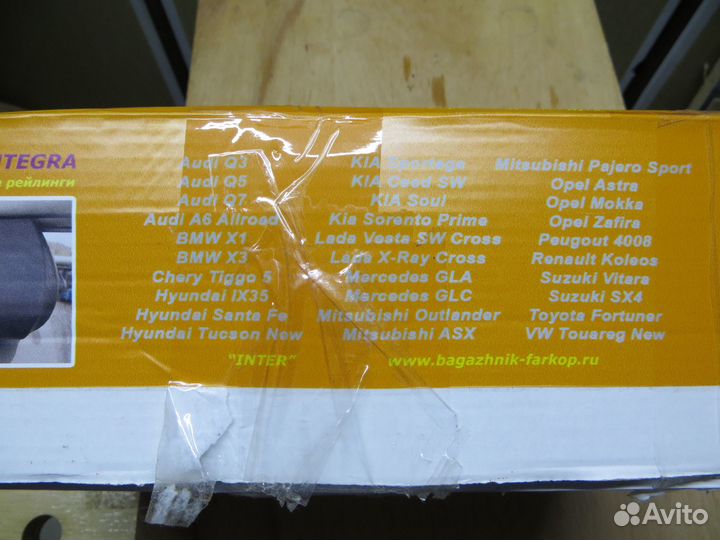 NTEGRA
рейлинги
Audi Q3
Audi Q5
Audi Q7
Audi A6 Allroad
BMW X1
BMW X3
Chery Tiggo 5
Hyundai IX35
Hyundai Santa Fe
Hyundai Tucson New
KIA Sportage
KIA Ceed SW
KIA Soul
Kia Sorento Prime
Lada Vesta SW Cross
Lada X-Ray Cross
Mercedes GLA
Mercedes GLC
Mitsubishi Outlander
Mitsubishi ASX
Mitsubishi Pajero Sport
Opel Astra
Opel Mokka
Opel Zafira
Peugout 4008
Renault Koleos
Suzuki Vitara
Suzuki SX4
Toyota Fortuner
VW Touareg New
"INTER"
www.bagazhnik-farkop.ru
Avito